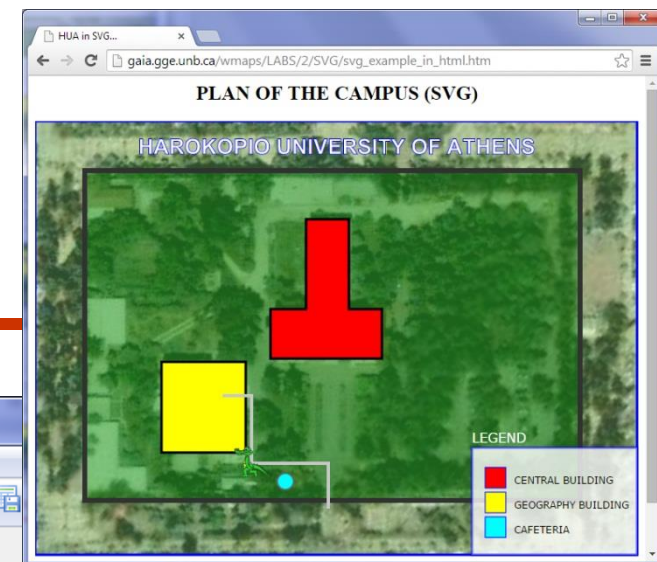 HUA in SVG...
gaia.gge.unb.ca/wmaps/LABS/2/SVG/svg_example_in_html.htm
PLAN OF THE CAMPUS (SVG)
HAROKOPIO UNIVERSITY OF ATHENS
LEGEND
CENTRAL BUILDING
GEOGRAPHY BUILDING
CAFETERIA